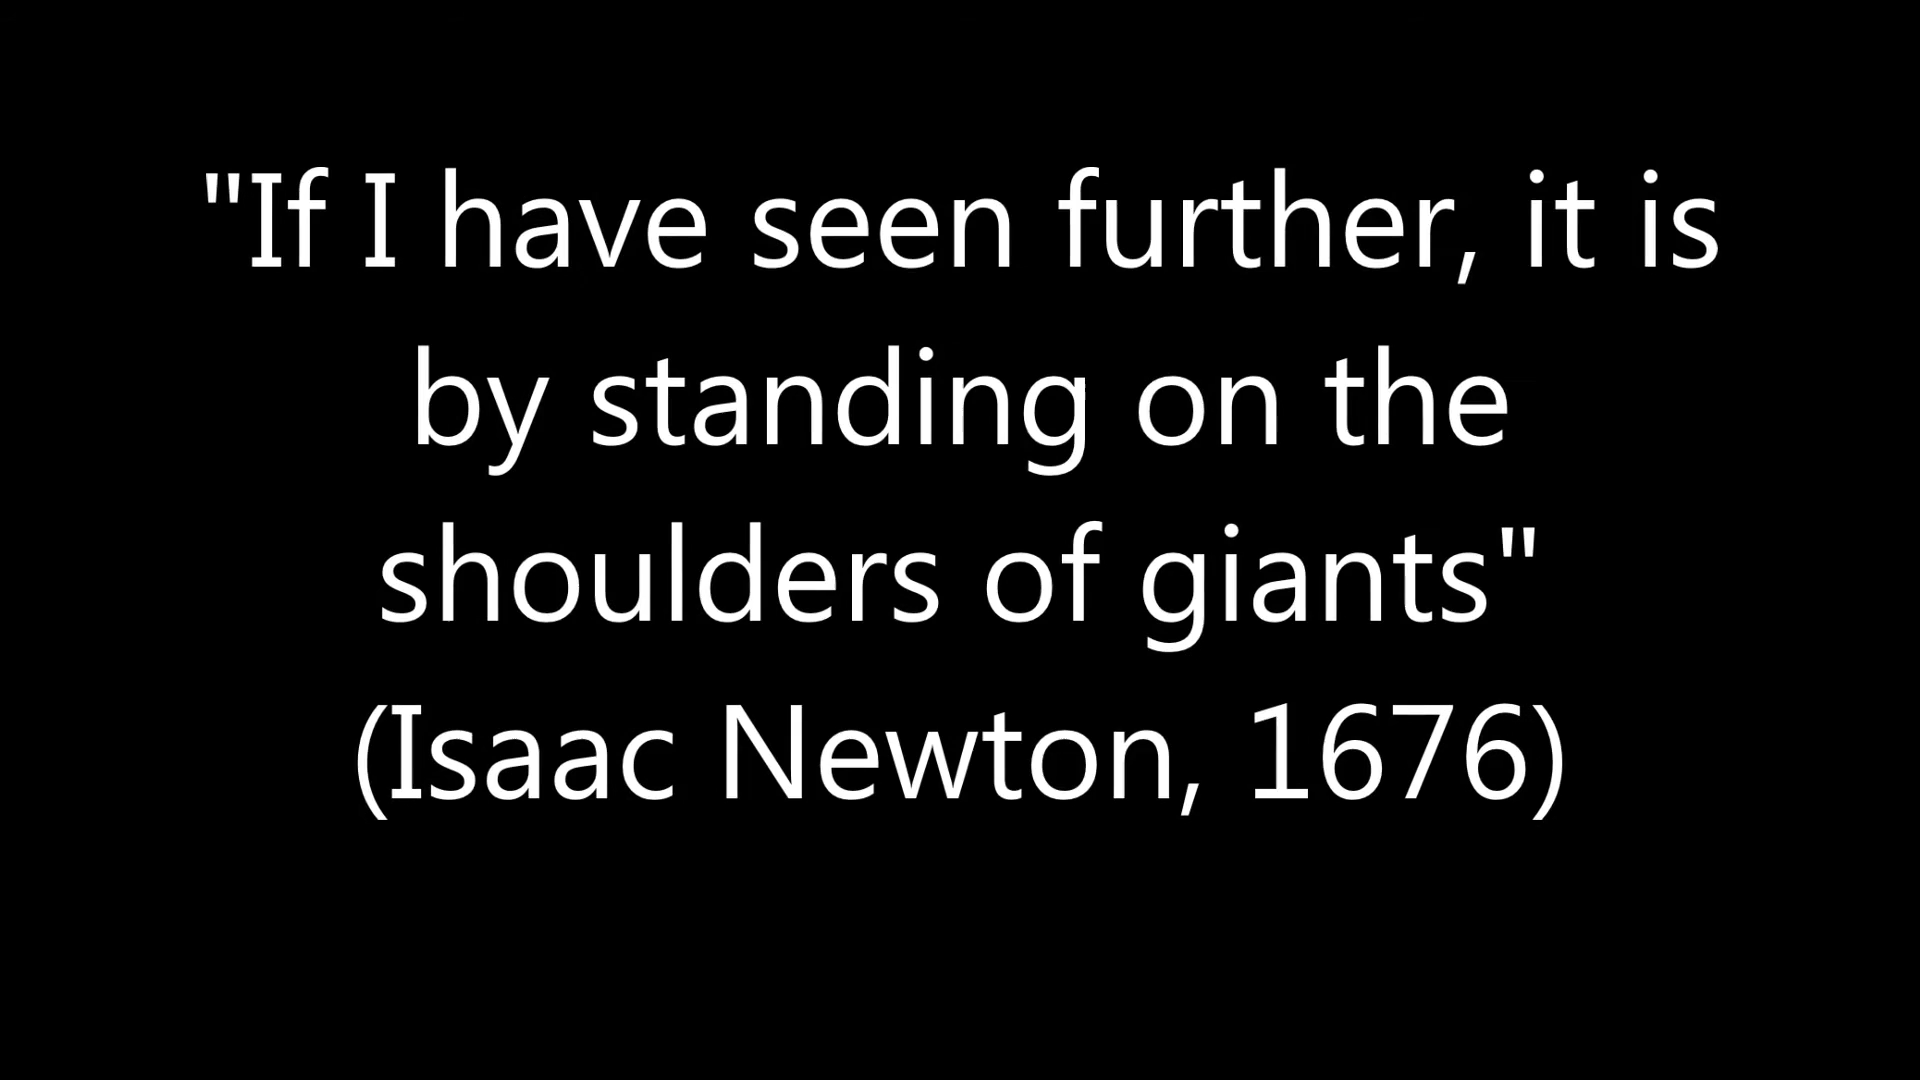 "If I have seen further, it is
by standing on the
shoulders of giants"
(Isaac Newton, 1676)